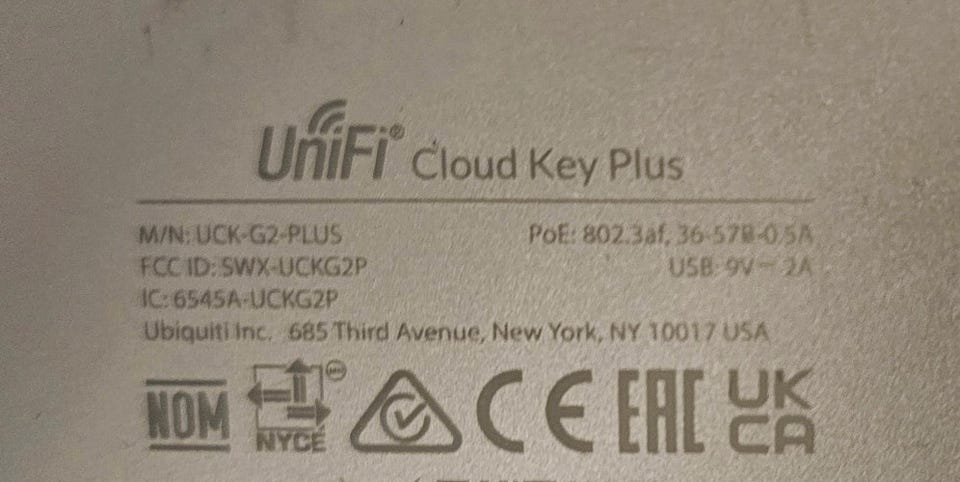 UniFi® Cloud Key Plus
M/N: UCK-G2-PLUS PoE: 802.3af, 36-57V 0.5A
FCC ID: SWX-UCKG2P USB: 9V 2A
IC: 6545A-UCKG2P
Ubiquiti Inc. 685 Third Avenue, New York, NY 10017 USA
NOM NYCE CE EAC UK CA